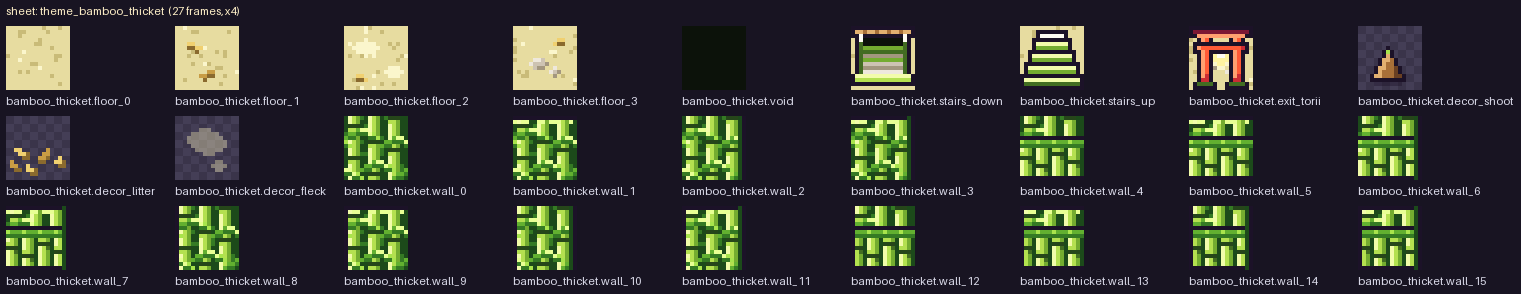 sheet: theme_bamboo_thicket (27 frames, x4)
bamboo_thicket.floor_0 bamboo_thicket.floor_1 bamboo_thicket.floor_2 bamboo_thicket.floor_3 bamboo_thicket.void bamboo_thicket.stairs_down bamboo_thicket.stairs_up bamboo_thicket.exit_torii bamboo_thicket.decor_shoot
bamboo_thicket.decor_litter bamboo_thicket.decor_fleck bamboo_thicket.wall_0 bamboo_thicket.wall_1 bamboo_thicket.wall_2 bamboo_thicket.wall_3 bamboo_thicket.wall_4 bamboo_thicket.wall_5 bamboo_thicket.wall_6
bamboo_thicket.wall_7 bamboo_thicket.wall_8 bamboo_thicket.wall_9 bamboo_thicket.wall_10 bamboo_thicket.wall_11 bamboo_thicket.wall_12 bamboo_thicket.wall_13 bamboo_thicket.wall_14 bamboo_thicket.wall_15